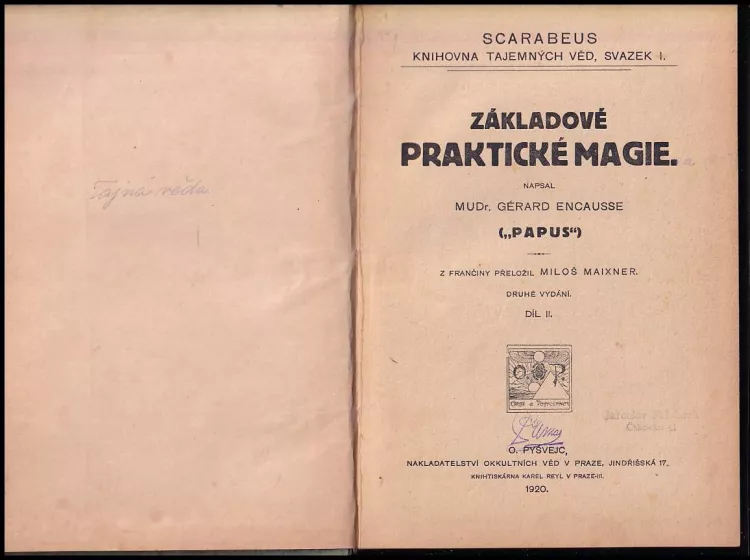 Tajná věda
SCARABEUS
KNIHOVNA TAJEMNÝCH VĚD, SVAZEK I.
ZÁKLADOVÉ
PRAKTICKÉ MAGIE.
NAPSAL
MUDr. GÉRARD ENCAUSSE
(„PAPUS“)
Z FRANČINY PŘELOŽIL MILOŠ MAIXNER.
DRUHÉ VYDÁNÍ.
DÍL II.
O P
Jaroslav
O. PYŠVEJC,
NAKLADATELSTVÍ OKKULTNÍCH VĚD V PRAZE, JINDŘIŠSKÁ 17.
KNIHTISKÁRNA KAREL REYL V PRAZE-III.
1920.